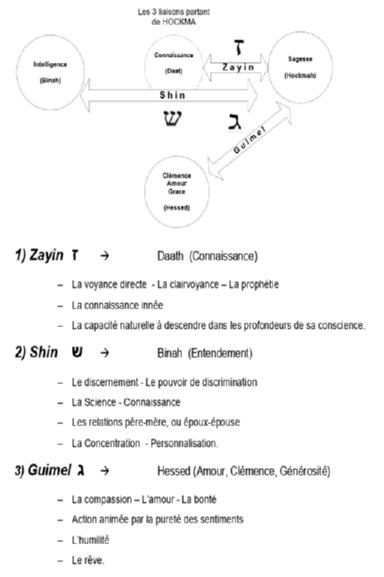 Les 3 liaisons partant
de HOCKMA
Intelligence
(Binah)
Connaissance
(Daat)
ז
Zayin
Sagesse
(Hockmah)
Shin
ש
ג
Guimel
Clémence
Amour
Grace
(Hessed)
1) Zayin ז → Daath (Connaissance)
– La voyance directe - La clairvoyance – La prophétie
– La connaissance innée
– La capacité naturelle à descendre dans les profondeurs de sa conscience.
2) Shin ש → Binah (Entendement)
– Le discernement - Le pouvoir de discrimination
– La Science - Connaissance
– Les relations père-mère, ou époux-épouse
– La Concentration - Personnalisation.
3) Guimel ג → Hessed (Amour, Clémence, Générosité)
– La compassion – L'amour - La bonté
– Action animée par la pureté des sentiments
– L'humilité
– Le rêve.